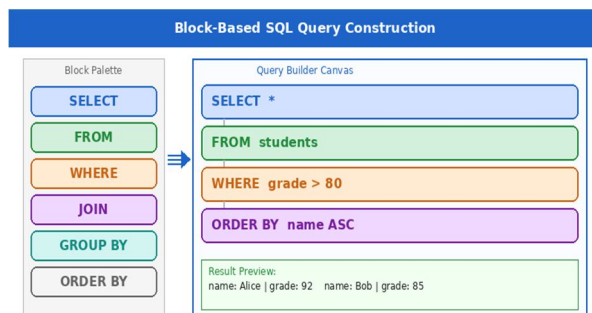 Block-Based SQL Query Construction
Block Palette
SELECT
FROM
WHERE
JOIN
GROUP BY
ORDER BY
Query Builder Canvas
SELECT *
FROM students
WHERE grade > 80
ORDER BY name ASC
Result Preview:
name: Alice | grade: 92 name: Bob | grade: 85